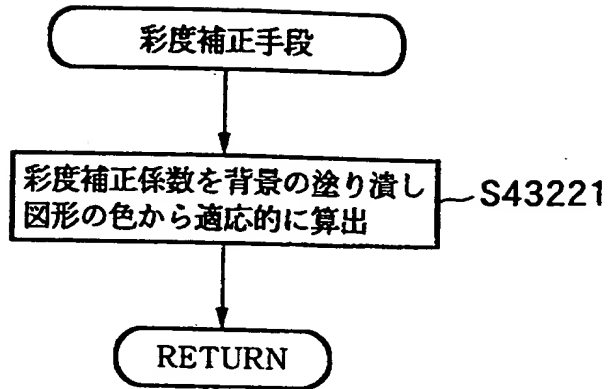 彩度補正手段
彩度補正係数を背景の塗り潰し
図形の色から適応的に算出
S43221
RETURN